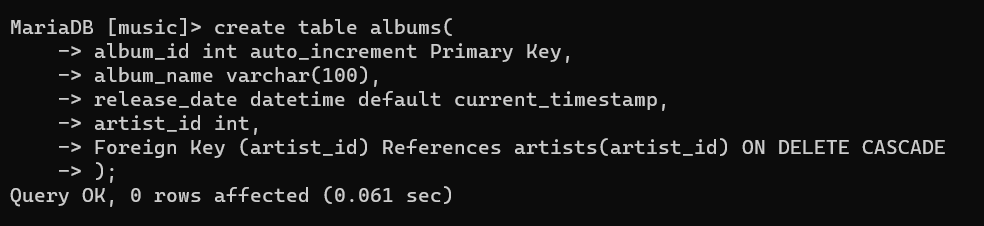 MariaDB [music]> create table albums(
    -> album_id int auto_increment Primary Key,
    -> album_name varchar(100),
    -> release_date datetime default current_timestamp,
    -> artist_id int,
    -> Foreign Key (artist_id) References artists(artist_id) ON DELETE CASCADE
    -> );
Query OK, 0 rows affected (0.061 sec)